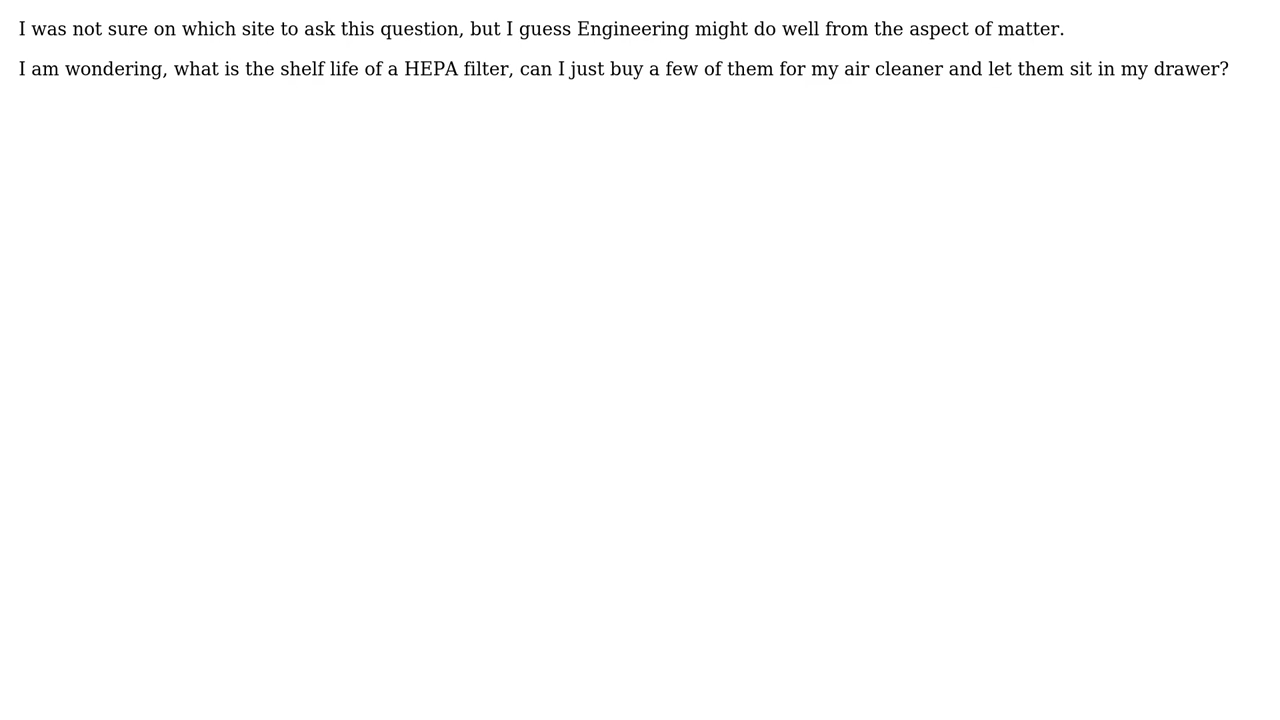 I was not sure on which site to ask this question, but I guess Engineering might do well from the aspect of matter.
I am wondering, what is the shelf life of a HEPA filter, can I just buy a few of them for my air cleaner and let them sit in my drawer?